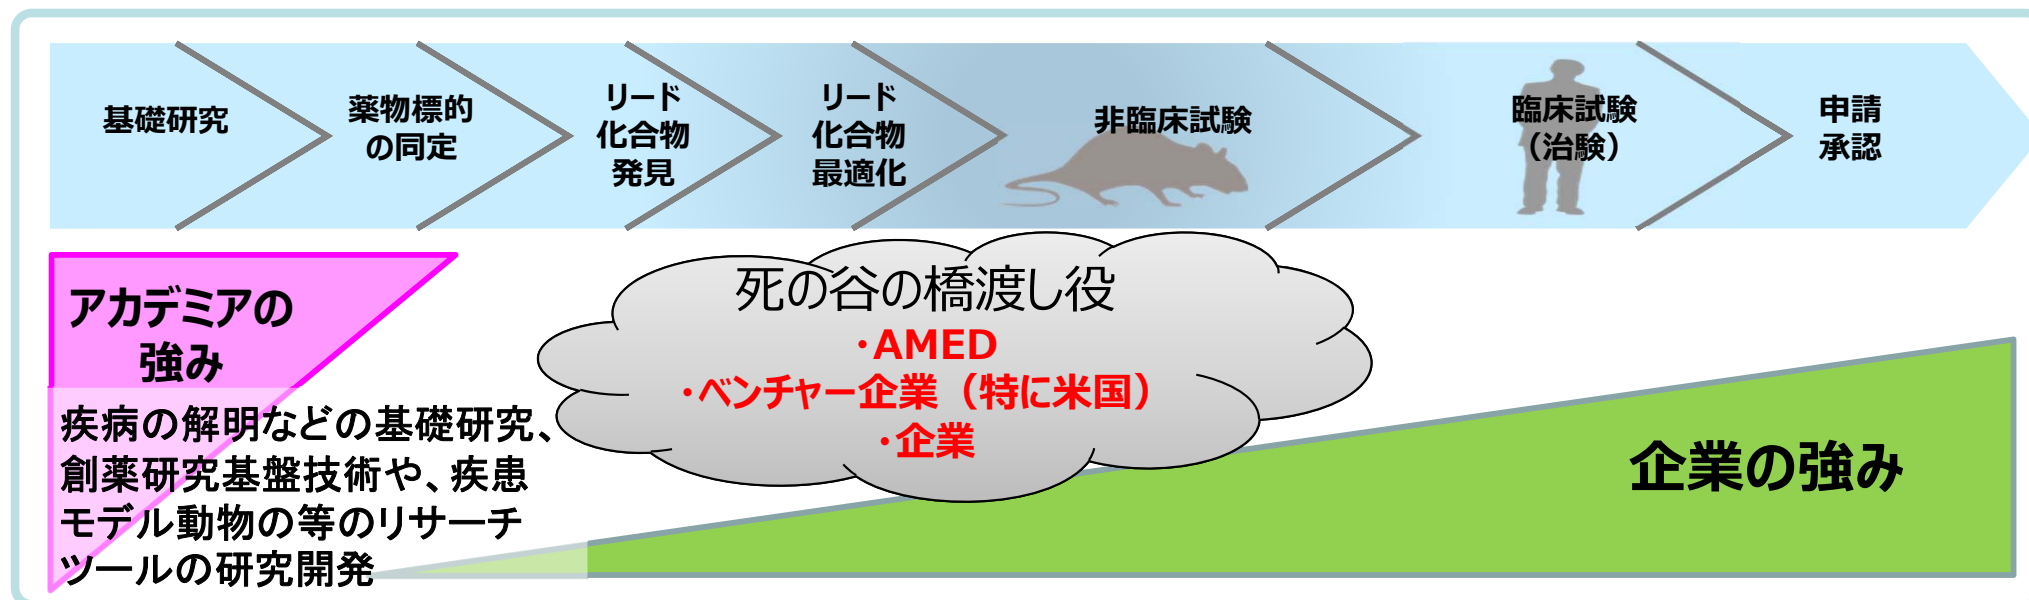 基礎研究
薬物標的
の同定
リード
化合物
発見
リード
化合物
最適化
非臨床試験
臨床試験
（治験）
申請
承認
アカデミアの
強み
疾病の解明などの基礎研究、
創薬研究基盤技術や、疾患
モデル動物の等のリサーチ
ツールの研究開発
死の谷の橋渡し役
・AMED
・ベンチャー企業（特に米国）
・企業
企業の強み